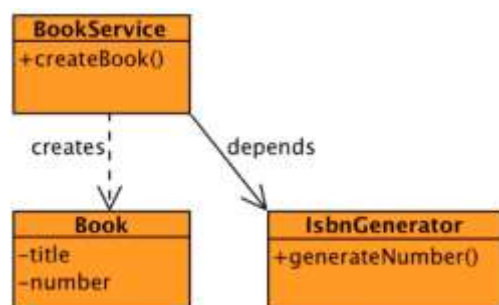 BookService
+createBook()
creates
depends
Book
-title
-number
IsbnGenerator
+generateNumber()